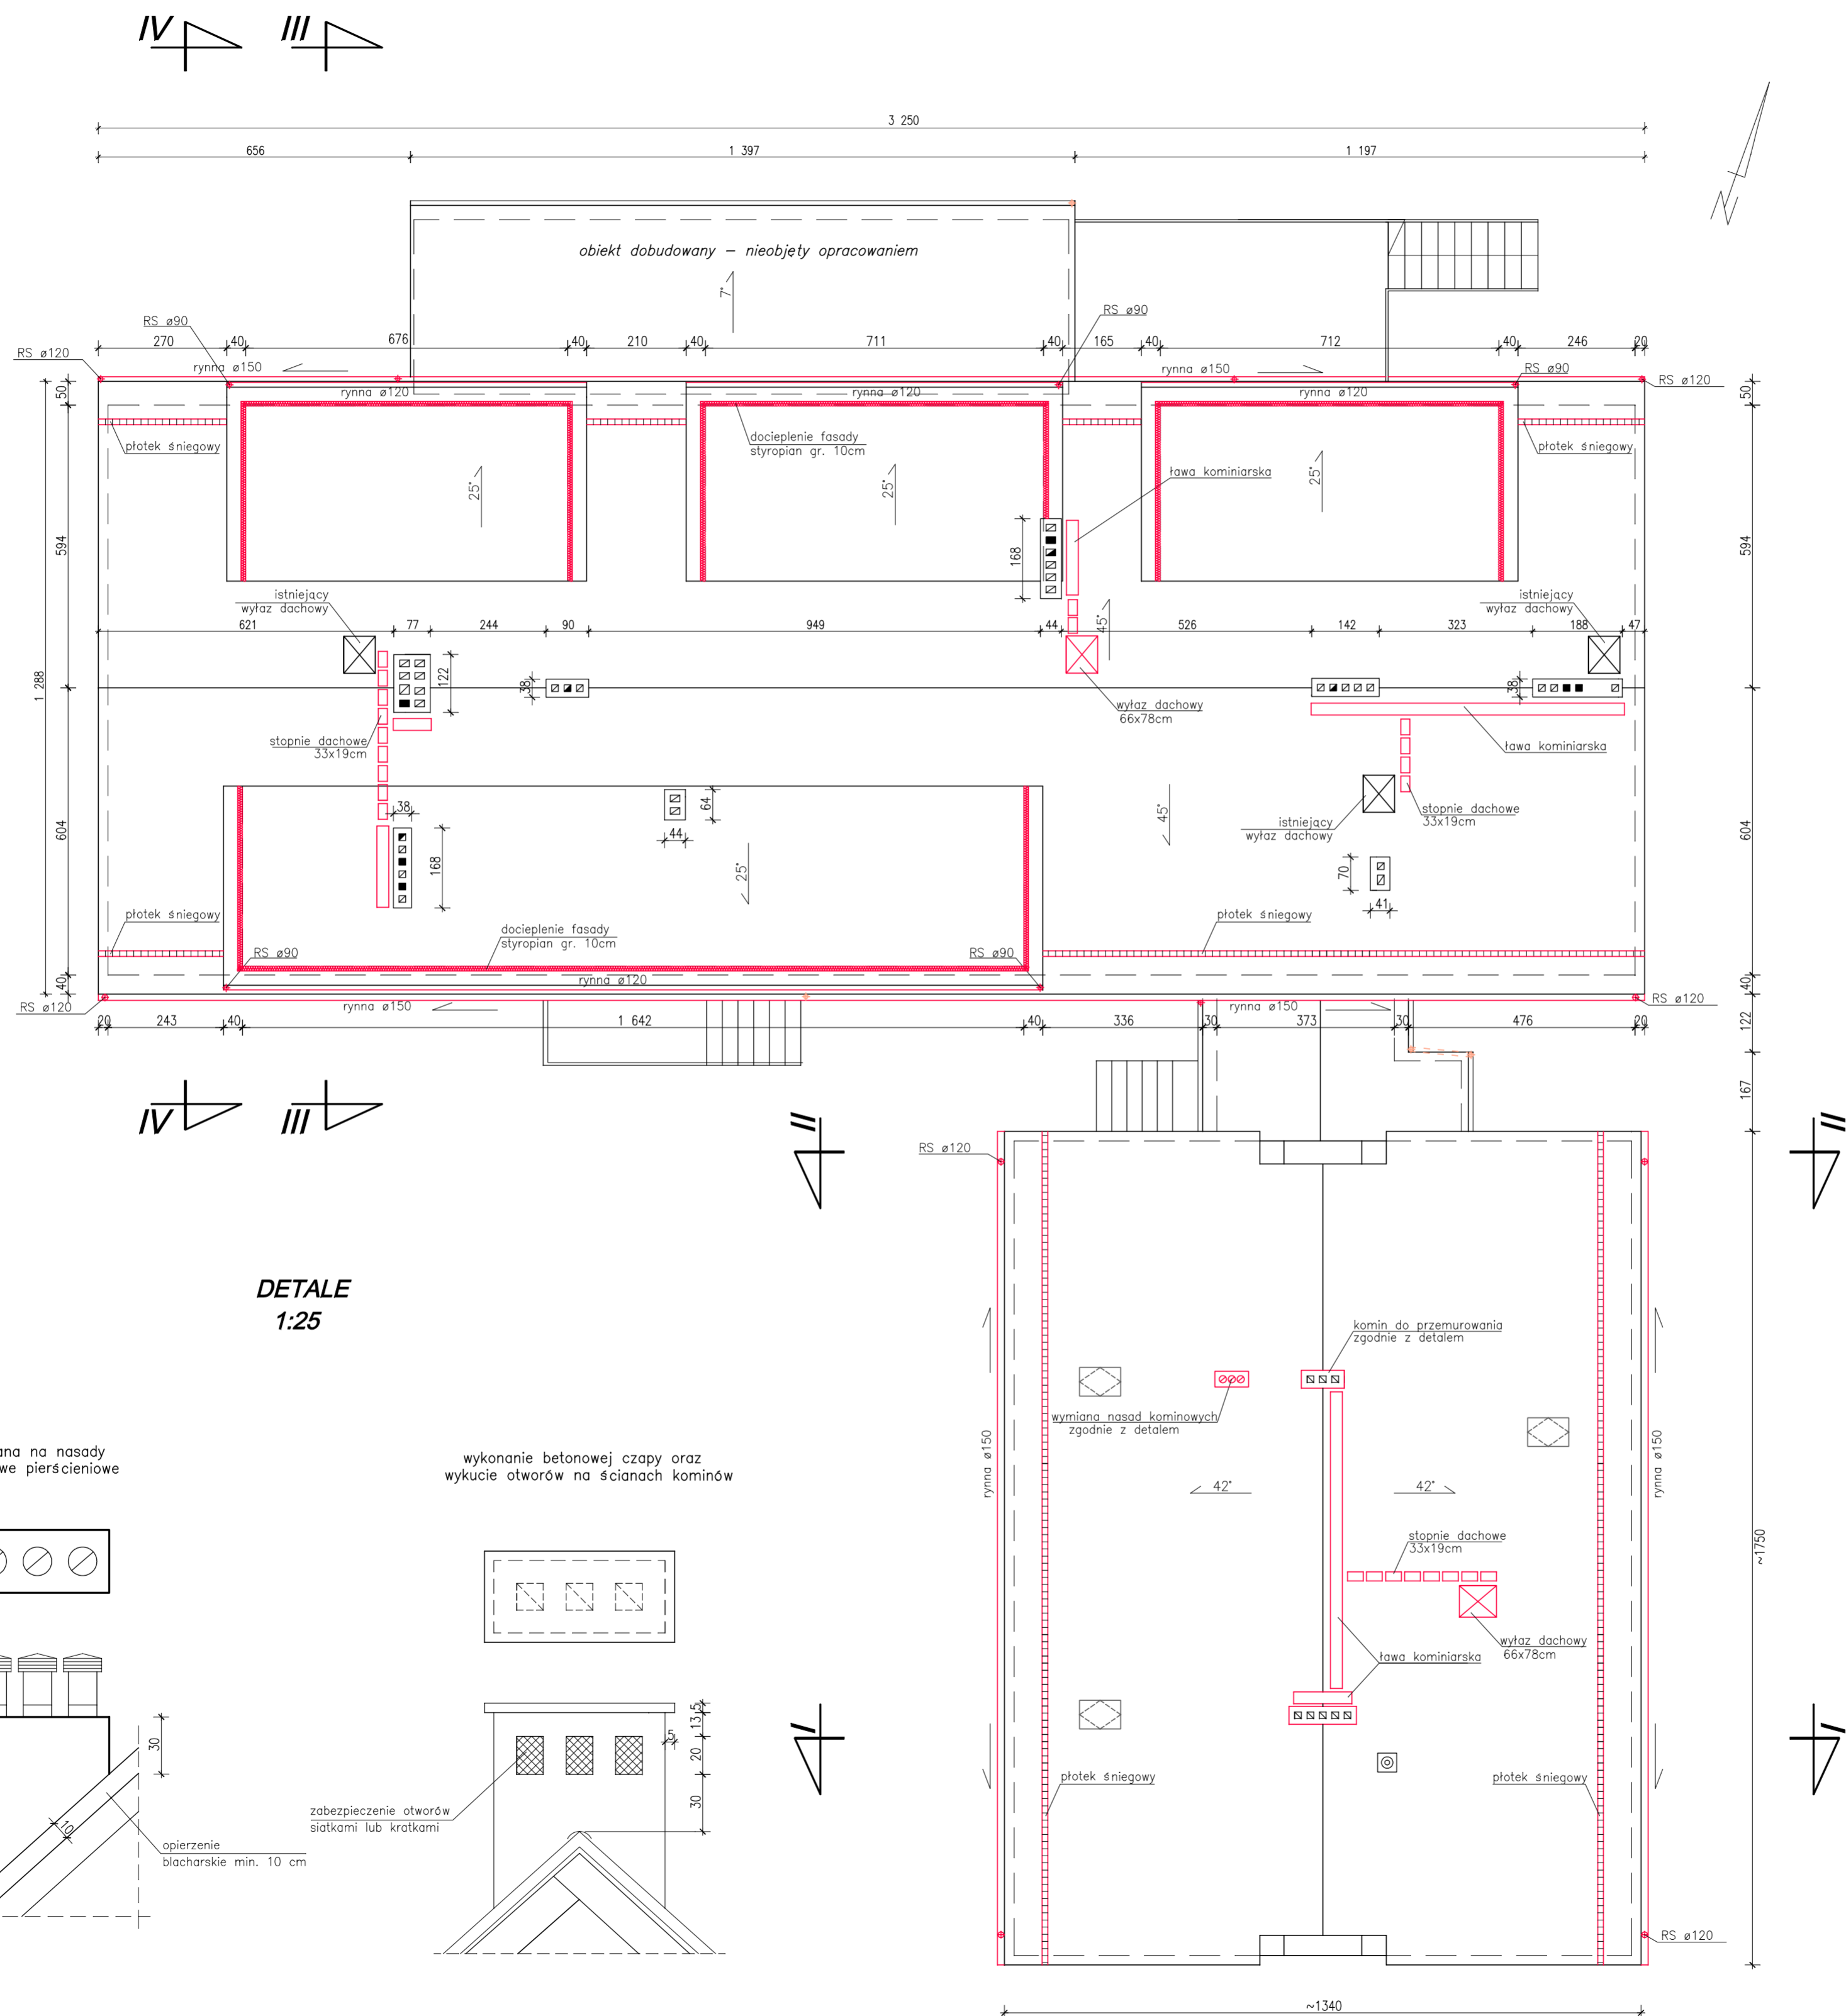 IV III
3 250
656 1 397 1 197
obiekt dobudowany – nieobjęty opracowaniem
7°
RS ø90
RS ø90
270 40 676 40 210 40 711 40 165 40 712 40 246 20
RS ø120
rynna ø150
rynna ø150
RS ø90
RS ø120
50
rynna ø120
rynna ø120
rynna ø120
50
płotek śniegowy
docieplenie fasady
styropian gr. 10cm
płotek śniegowy
ława kominiarska
25°
25°
25°
594
168
594
istniejący
wyłaz dachowy
istniejący
wyłaz dachowy
45°
621 77 244 90 949 44 526 142 323 188 47
1 288
122
38
38
wyłaz dachowy
66x78cm
stopnie dachowe
33x19cm
ława kominiarska
38
64
44
45°
stopnie dachowe
33x19cm
istniejący
wyłaz dachowy
604
168
25°
70
41
604
płotek śniegowy
docieplenie fasady
styropian gr. 10cm
płotek śniegowy
RS ø90
RS ø90
40
rynna ø120
40
RS ø120
rynna ø150
rynna ø150
RS ø120
20 243 40 1 642 40 336 30 373 30 476 20
122
167
IV III
II
II
RS ø120
DETALE
1:25
komin do przemurowania
zgodnie z detalem
wymiana nasad kominowych
zgodnie z detalem
rynna ø150
rynna ø150
42°
42°
stopnie dachowe
33x19cm
~1750
wyłaz dachowy
66x78cm
ława kominiarska
płotek śniegowy
płotek śniegowy
I
I
RS ø120
~1340
ana na nasady
we pierścieniowe
30
10
opierzenie
blacharskie min. 10 cm
wykonanie betonowej czapy oraz
wykucie otworów na ścianach kominów
5
13
5
20
30
zabezpieczenie otworów
siatkami lub kratkami
N